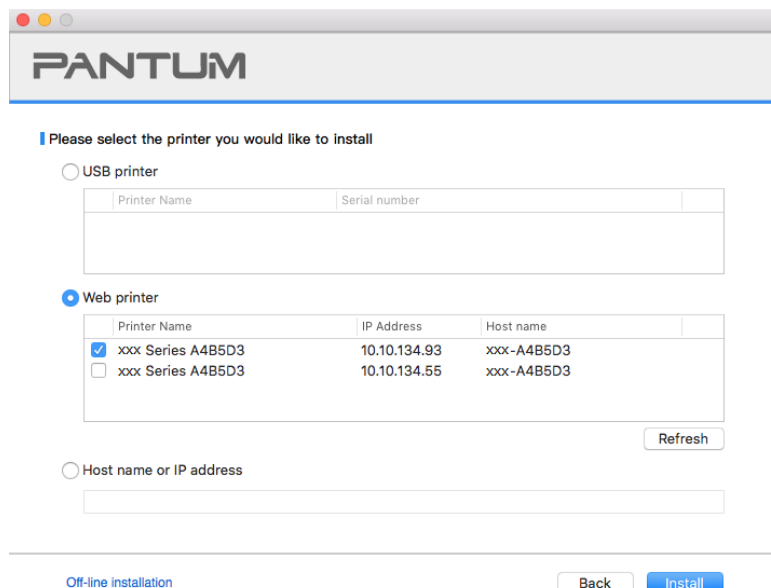 PANTUM
Please select the printer you would like to install
USB printer
Printer Name Serial number
Web printer
Printer Name IP Address Host name
xxx Series A4B5D3 10.10.134.93 xxx-A4B5D3
xxx Series A4B5D3 10.10.134.55 xxx-A4B5D3
Refresh
Host name or IP address
Off-line installation Back Install